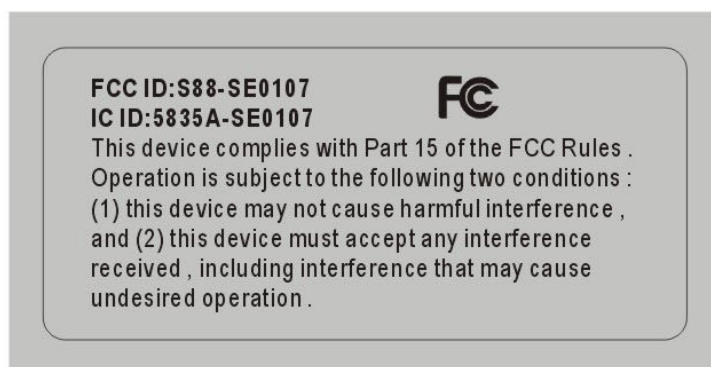 FCC ID:S88-SE0107
IC ID:5835A-SE0107
FC
This device complies with Part 15 of the FCC Rules .
Operation is subject to the following two conditions :
(1) this device may not cause harmful interference ,
and (2) this device must accept any interference
received , including interference that may cause
undesired operation .